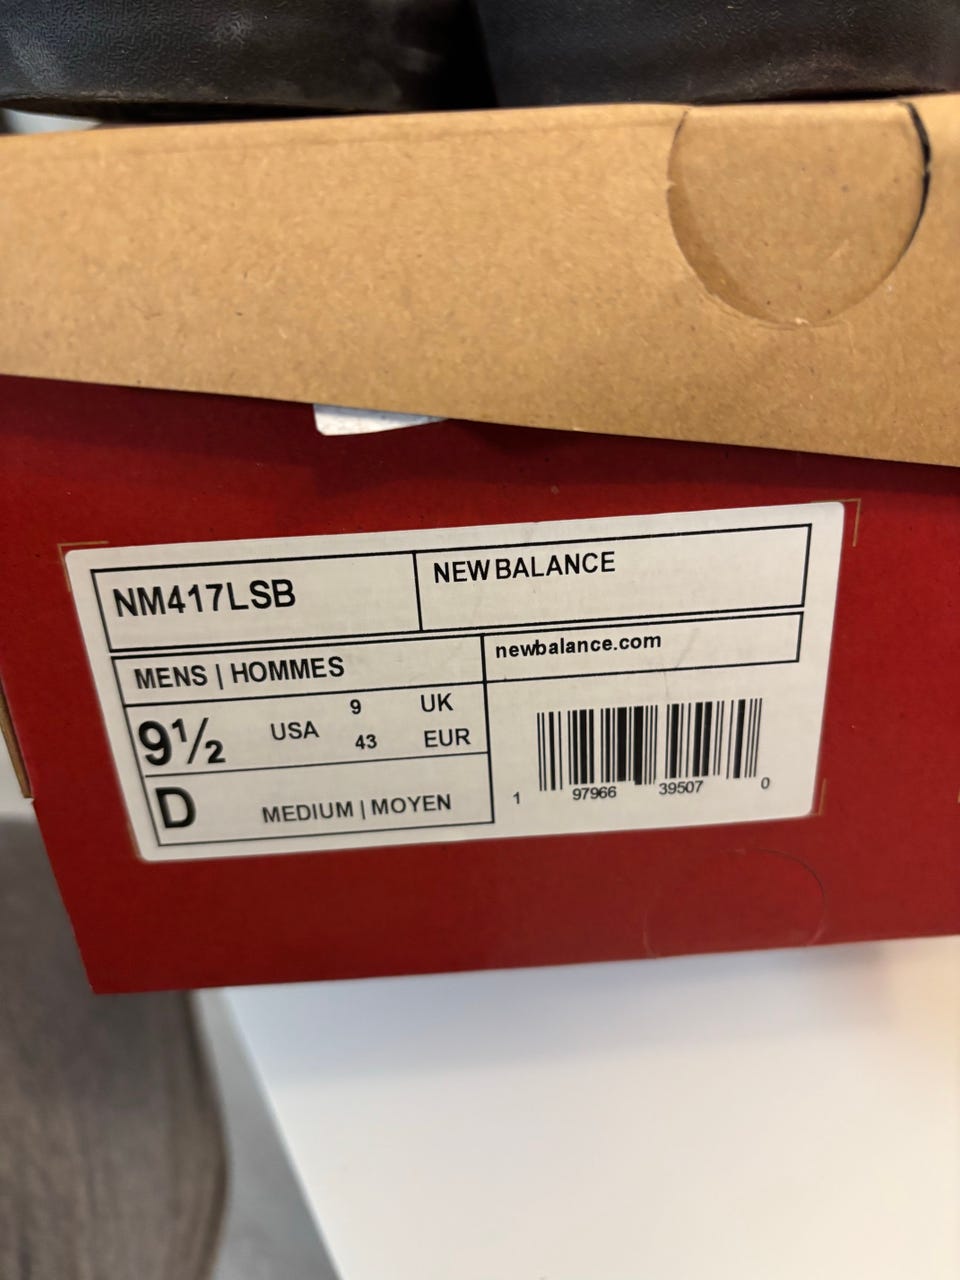 NM417LSB
NEW BALANCE
MENS | HOMMES
newbalance.com
9½ USA 9 UK
43 EUR
D MEDIUM | MOYEN
1 97966 39507 0